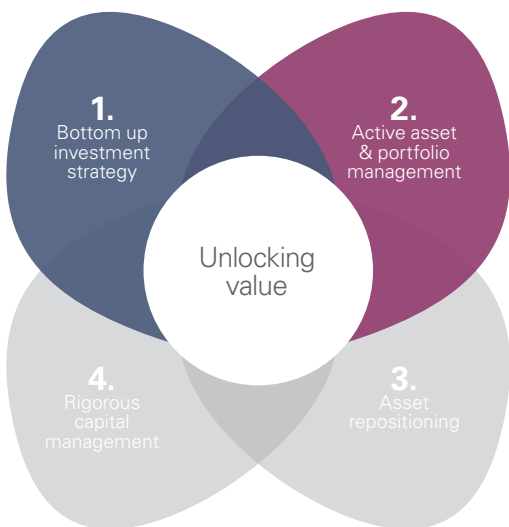 1.
Bottom up
investment
strategy
2.
Active asset
& portfolio
management
Unlocking
value
4.
Rigorous
capital
management
3.
Asset
repositioning